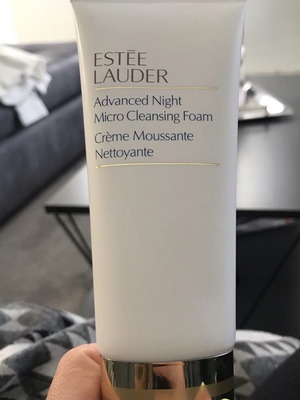 ESTĒE
LAUDER
Advanced Night
Micro Cleansing Foam
Crème Moussante
Nettoyante